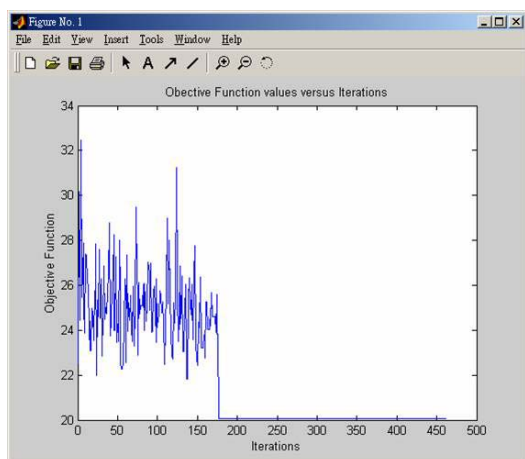 Figure No. 1
File Edit View Insert Tools Window Help
A
Obective Function values versus Iterations
34
32
30
28
26
24
22
20
Objective Function
0 50 100 150 200 250 300 350 400 450 500
Iterations